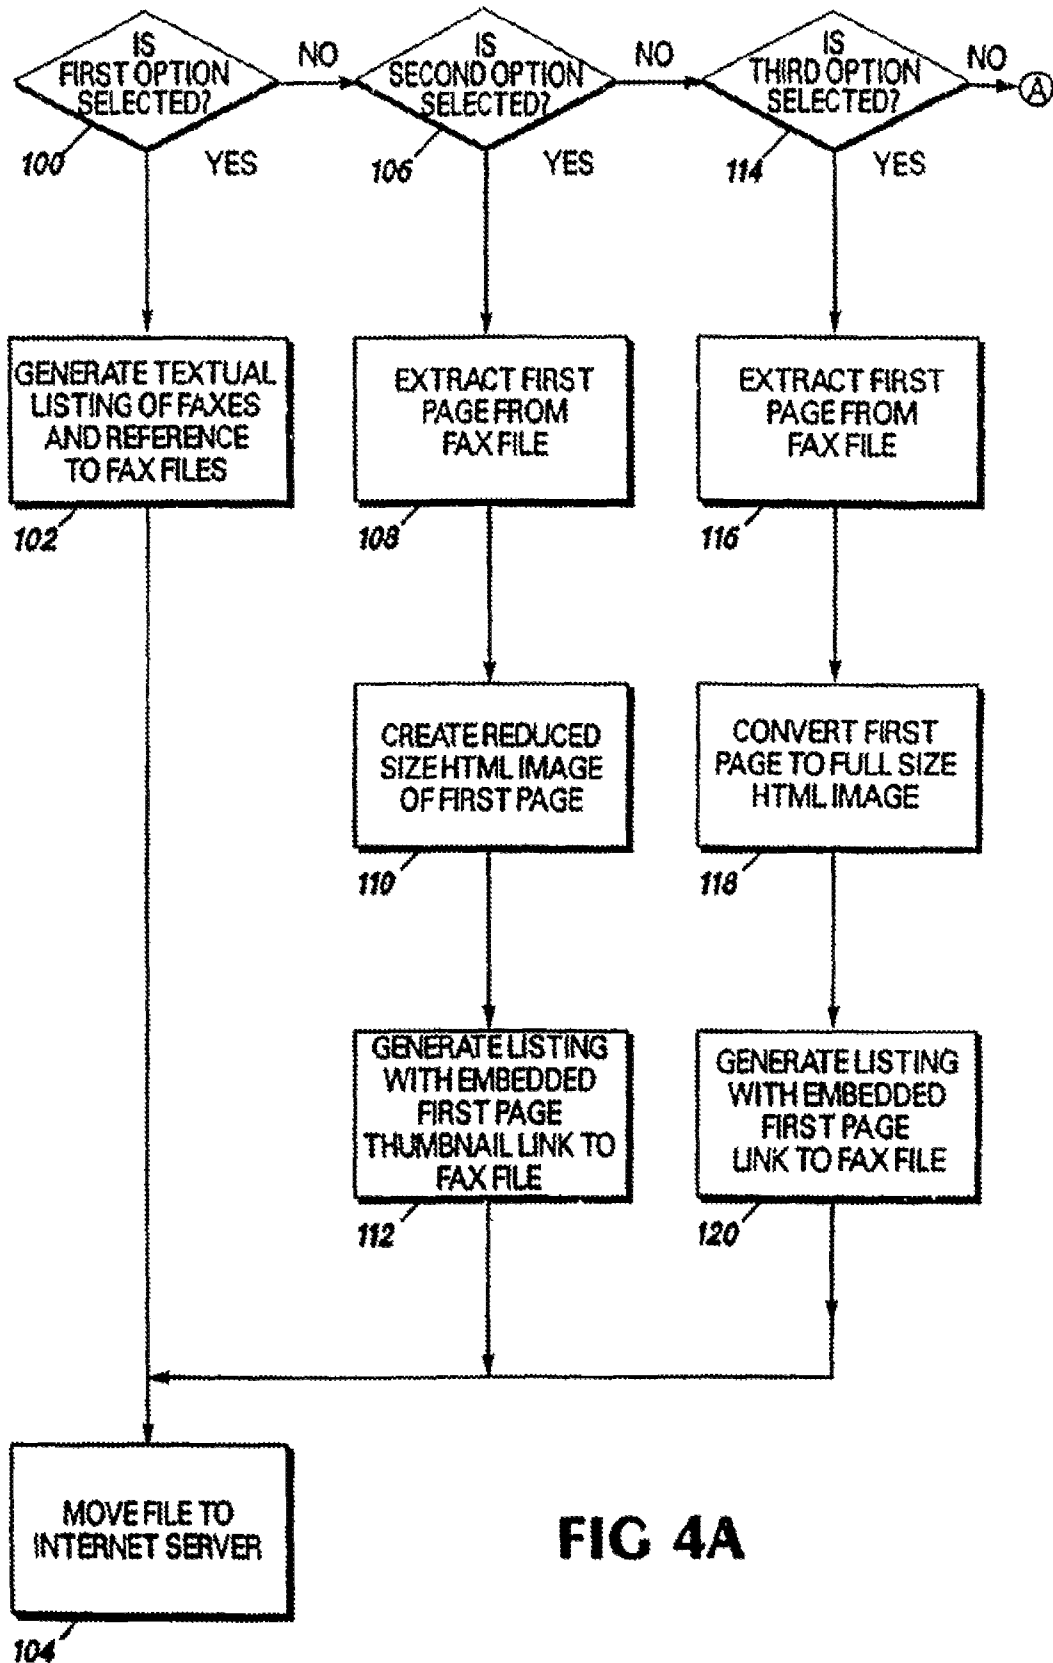 IS
FIRST OPTION
SELECTED?
100
NO
YES
IS
SECOND OPTION
SELECTED?
106
NO
YES
IS
THIRD OPTION
SELECTED?
114
NO
A
YES
GENERATE TEXTUAL
LISTING OF FAXES
AND REFERENCE
TO FAX FILES
102
EXTRACT FIRST
PAGE FROM
FAX FILE
108
EXTRACT FIRST
PAGE FROM
FAX FILE
116
CREATE REDUCED
SIZE HTML IMAGE
OF FIRST PAGE
110
CONVERT FIRST
PAGE TO FULL SIZE
HTML IMAGE
118
GENERATE LISTING
WITH EMBEDDED
FIRST PAGE
THUMBNAIL LINK TO
FAX FILE
112
GENERATE LISTING
WITH EMBEDDED
FIRST PAGE
LINK TO FAX FILE
120
MOVE FILE TO
INTERNET SERVER
104
FIG 4A